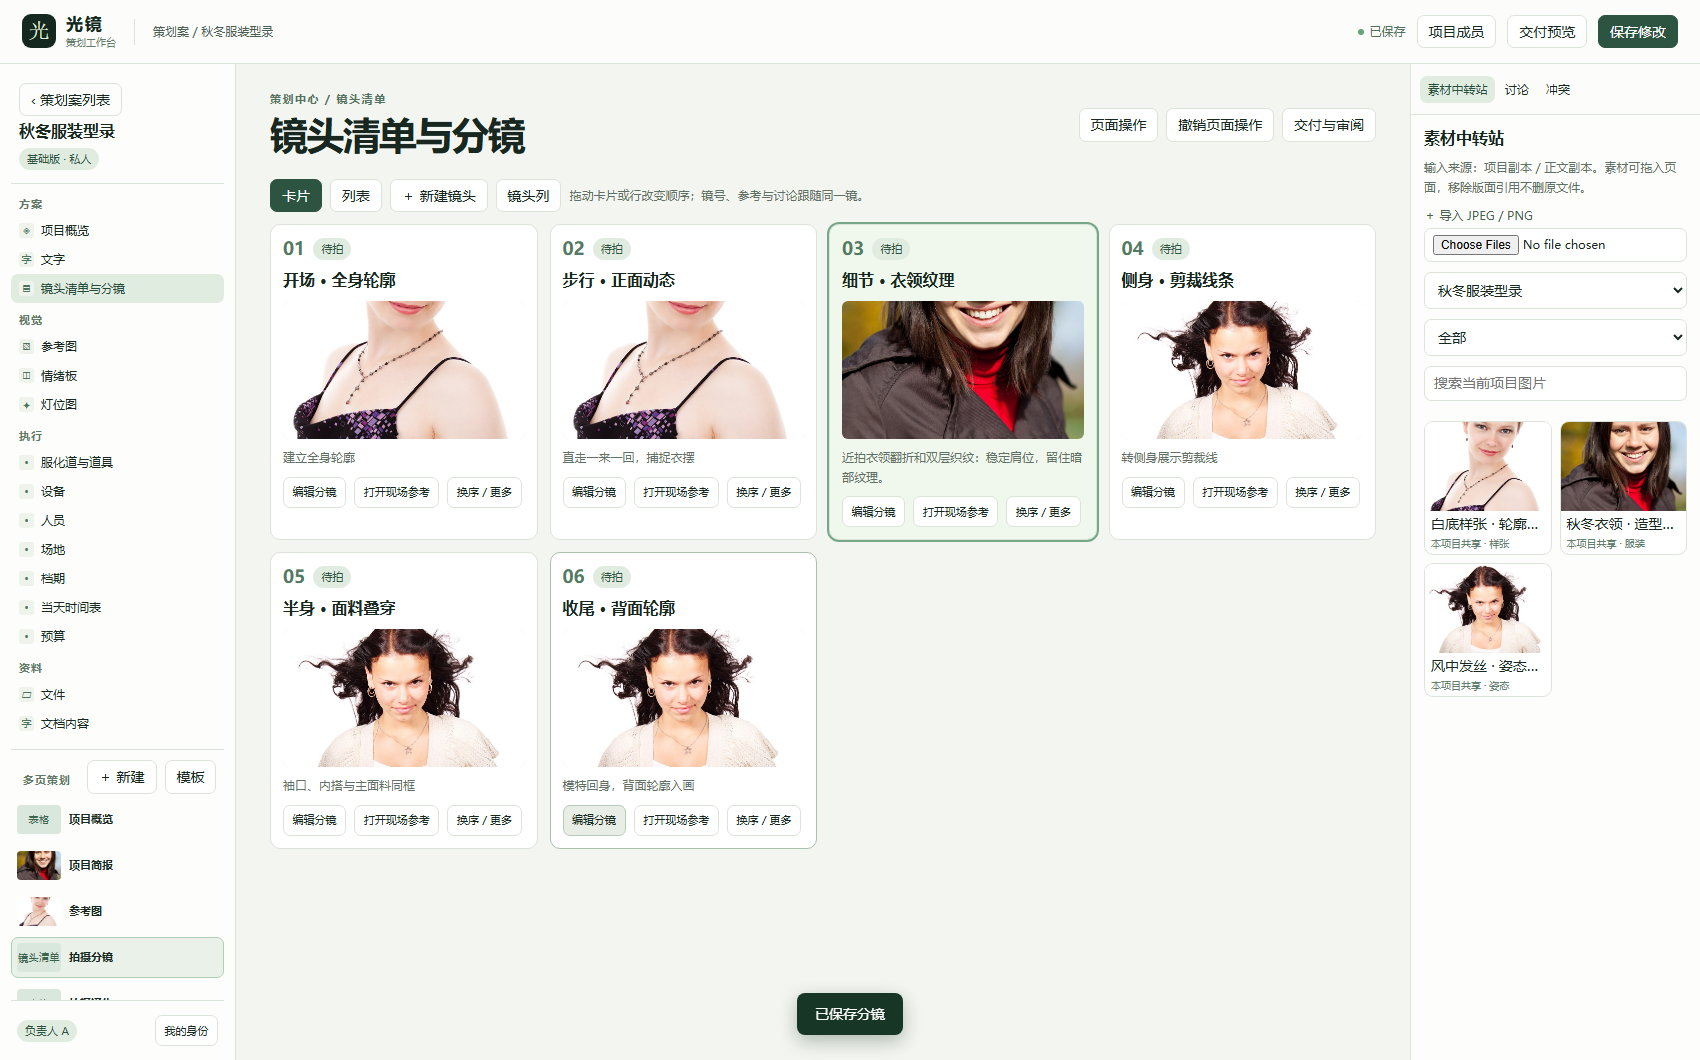 光 光镜
策划工作台
策划案 / 秋冬服装型录
已保存
项目成员
交付预览
保存修改
‹ 策划案列表
秋冬服装型录
基础版 · 私人
方案
项目概览
字 文字
镜头清单与分镜
视觉
参考图
情绪板
灯位图
执行
服化道与道具
设备
人员
场地
档期
当天时间表
预算
资料
文件
字 文档内容
多页策划
+ 新建
模板
表格 项目概览
项目简报
参考图
镜头清单 拍摄分镜
负责人 A
我的身份
策划中心 / 镜头清单
镜头清单与分镜
页面操作
撤销页面操作
交付与审阅
卡片
列表
+ 新建镜头
镜头列
拖动卡片或行改变顺序；镜号、参考与讨论跟随同一镜。
01 待拍
开场 • 全身轮廓
建立全身轮廓
编辑分镜
打开现场参考
换序 / 更多
02 待拍
步行 • 正面动态
直走一来一回，捕捉衣摆
编辑分镜
打开现场参考
换序 / 更多
03 待拍
细节 • 衣领纹理
近拍衣领翻折和双层织纹：稳定肩位，留住暗
部纹理。
编辑分镜
打开现场参考
换序 / 更多
04 待拍
侧身 • 剪裁线条
转侧身展示剪裁线
编辑分镜
打开现场参考
换序 / 更多
05 待拍
半身 • 面料叠穿
袖口、内搭与主面料同框
编辑分镜
打开现场参考
换序 / 更多
06 待拍
收尾 • 背面轮廓
模特回身，背面轮廓入画
编辑分镜
打开现场参考
换序 / 更多
已保存分镜
素材中转站
讨论
冲突
素材中转站
输入来源：项目副本 / 正文副本。素材可拖入页
面，移除版面引用不删原文件。
+ 导入 JPEG / PNG
Choose Files No file chosen
秋冬服装型录
全部
搜索当前项目图片
白底样张 · 轮廓...
本项目共享 · 样张
秋冬衣领 · 造型...
本项目共享 · 服装
风中发丝 · 姿态...
本项目共享 · 姿态